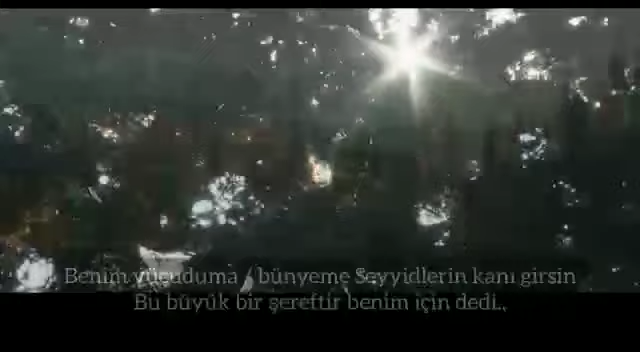 Benim vücuduma / bünyeme Seyyidlerin kanı girsin
Bu büyük bir şereftir benim için dedi..